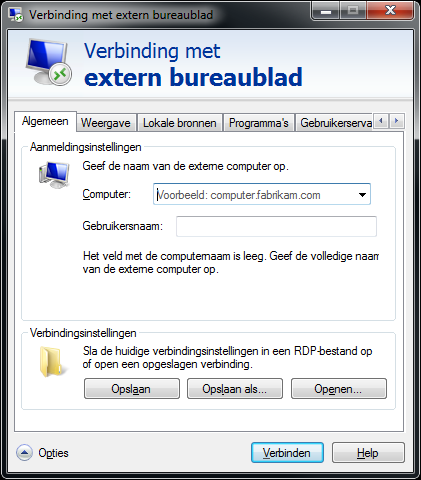 Verbinding met extern bureaublad
Verbinding met
extern bureaublad
Algemeen Weergave Lokale bronnen Programma's Gebruikerserva
Aanmeldingsinstellingen
Geef de naam van de externe computer op.
Computer: Voorbeeld: computer.fabrikam.com
Gebruikersnaam:
Het veld met de computernaam is leeg. Geef de volledige naam
van de externe computer op.
Verbindingsinstellingen
Sla de huidige verbindingsinstellingen in een RDP-bestand op
of open een opgeslagen verbinding.
Opslaan Opslaan als... Openen...
Opties Verbinden Help